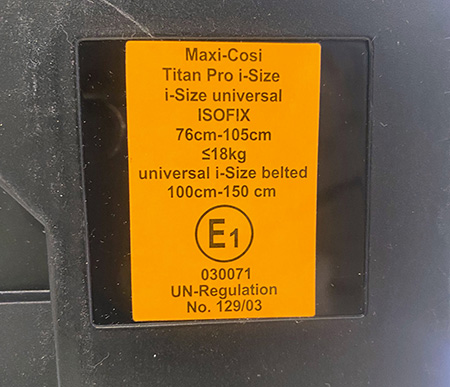 Maxi-Cosi
Titan Pro i-Size
i-Size universal
ISOFIX
76cm-105cm
≤18kg
universal i-Size belted
100cm-150 cm
E1
030071
UN-Regulation
No. 129/03